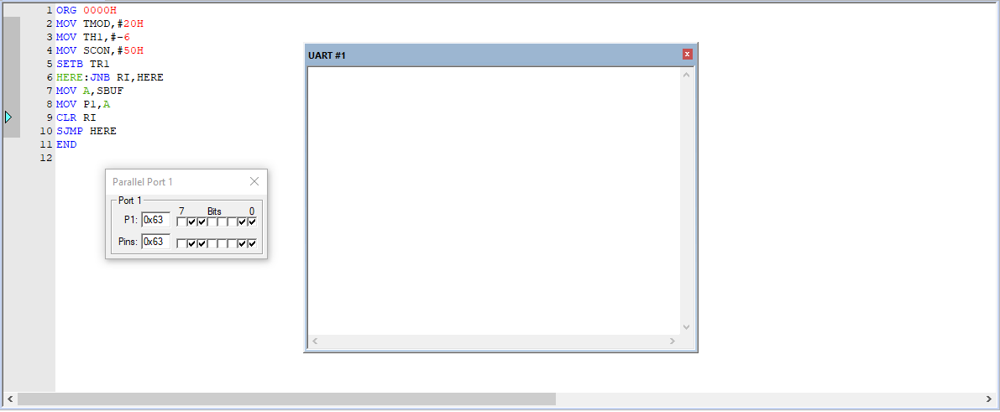 1 ORG 0000H
2 MOV TMOD,#20H
3 MOV TH1,#-6
4 MOV SCON,#50H
5 SETB TR1
6 HERE:JNB RI,HERE
7 MOV A,SBUF
8 MOV P1,A
9 CLR RI
10 SJMP HERE
11 END
12
UART #1
Parallel Port 1
Port 1
7 Bits 0
P1: 0x63
Pins: 0x63